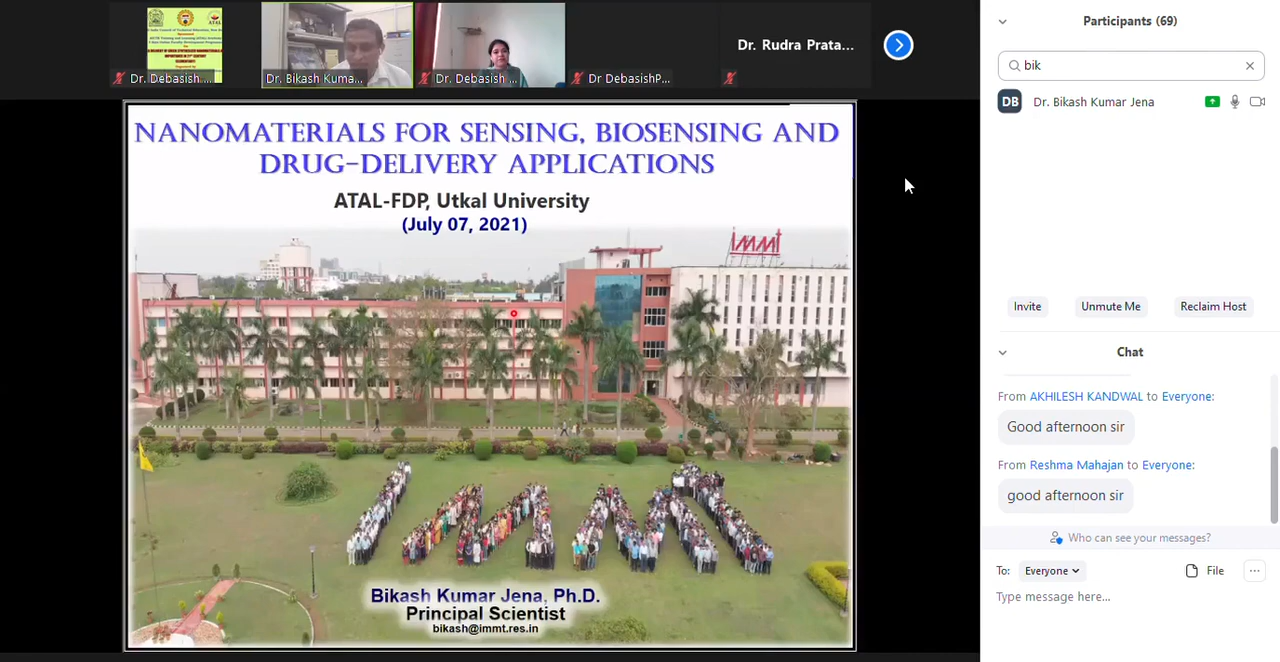 Dr. Debasish ...
Dr. Bikash Kuma...
Dr. Debasish ...
Dr DebasishP...
Dr. Rudra Prata...
ATAL
NANOMATERIALS FOR SENSING, BIOSENSING AND
DRUG-DELIVERY APPLICATIONS
ATAL-FDP, Utkal University
(July 07, 2021)
immt
IMMT
Bikash Kumar Jena, Ph.D.
Principal Scientist
bikash@immt.res.in
Participants (69)
bik
DB
Dr. Bikash Kumar Jena
Invite
Unmute Me
Reclaim Host
Chat
From AKHILESH KANDWAL to Everyone:
Good afternoon sir
From Reshma Mahajan to Everyone:
good afternoon sir
Who can see your messages?
To: Everyone
File
Type message here...